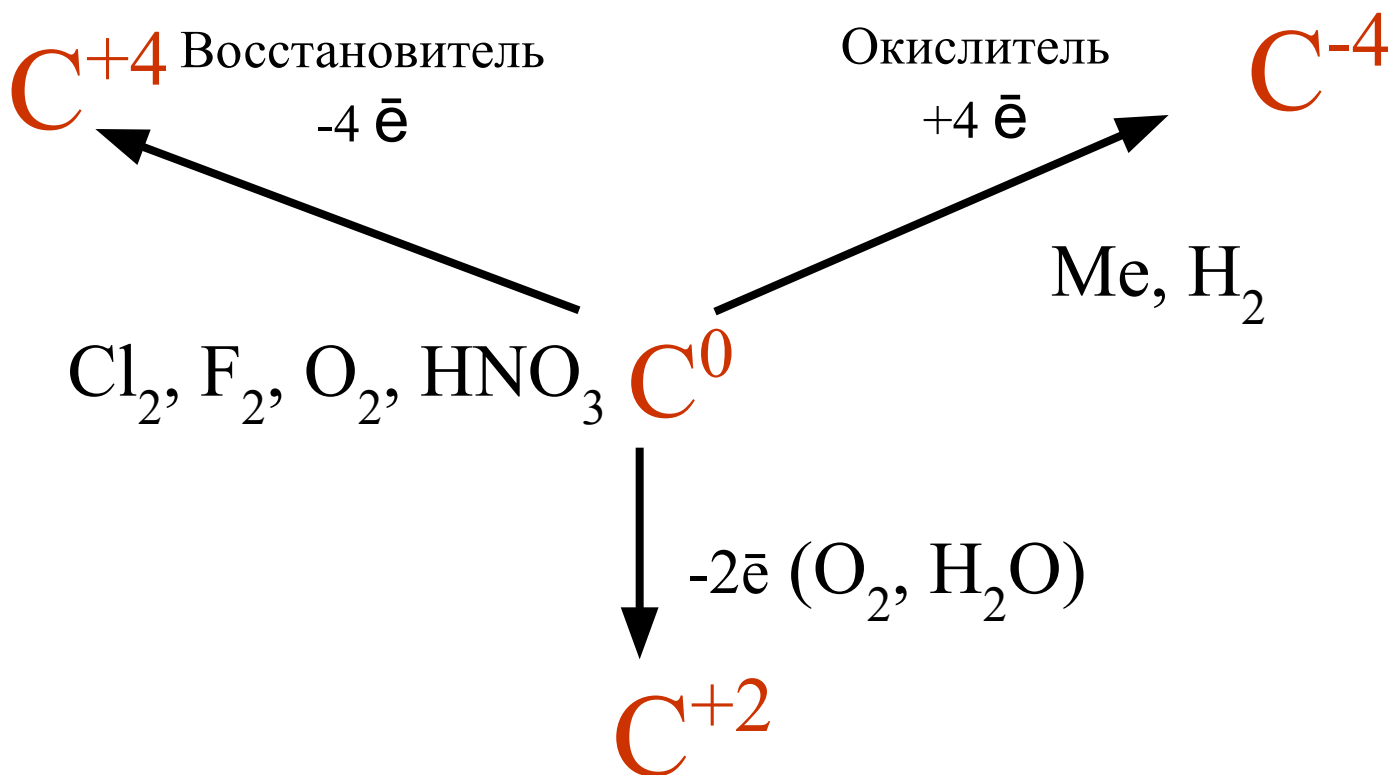 C+4 Восстановитель Окислитель C-4
-4 ē +4 ē
Me, H2
Cl2, F2, O2, HNO3 C0
-2ē (O2, H2O)
C+2